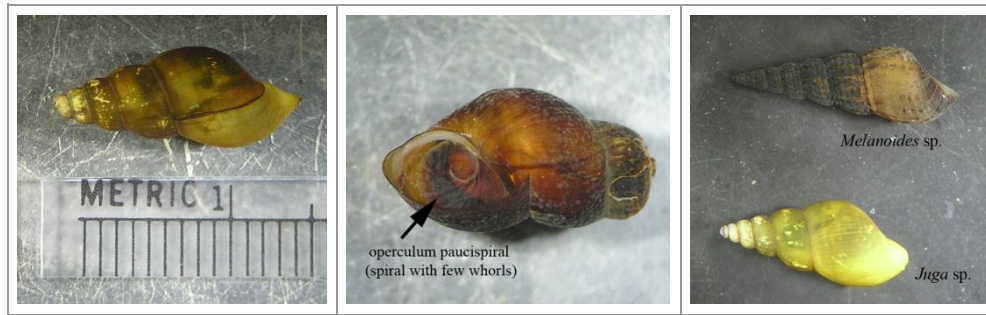 METRIC 1
operculum paucispiral
(spiral with few whorls)
Melanoides sp.
Juga sp.